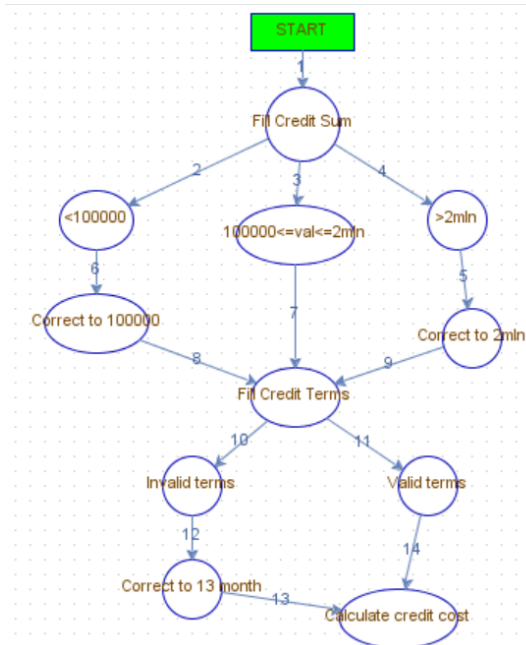 START
1
Fill Credit Sum
2
3
4
<100000
100000<=val<=2mln
>2mln
6
5
Correct to 100000
7
Correct to 2mln
8
9
Fill Credit Terms
10
11
Invalid terms
Valid terms
12
14
Correct to 13 month
13
Calculate credit cost